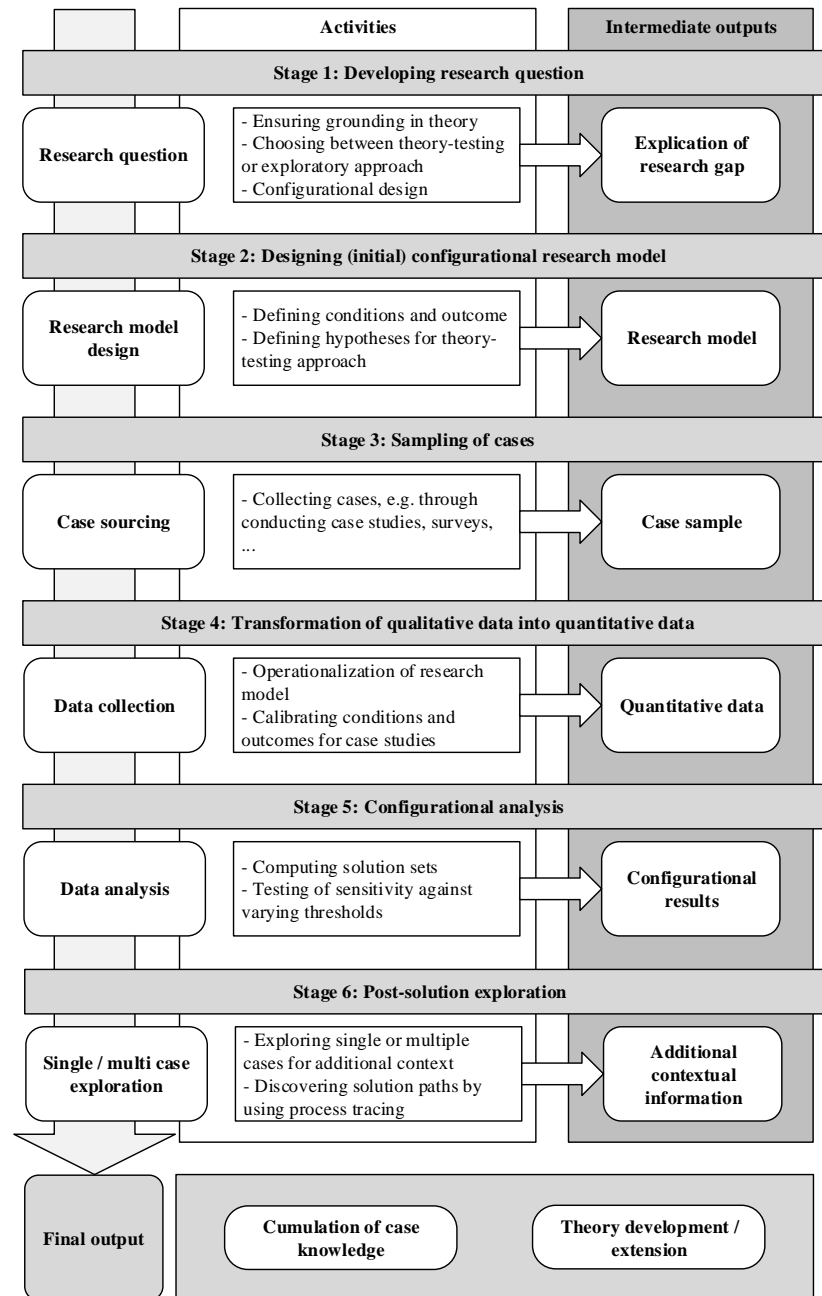 Activities
Intermediate outputs
Stage 1: Developing research question
Research question
- Ensuring grounding in theory
- Choosing between theory-testing
or exploratory approach
- Configurational design
Explication of
research gap
Stage 2: Designing (initial) configurational research model
Research model
design
- Defining conditions and outcome
- Defining hypotheses for theory-
testing approach
Research model
Stage 3: Sampling of cases
Case sourcing
- Collecting cases, e.g. through
conducting case studies, surveys,
...
Case sample
Stage 4: Transformation of qualitative data into quantitative data
Data collection
- Operationalization of research
model
- Calibrating conditions and
outcomes for case studies
Quantitative data
Stage 5: Configurational analysis
Data analysis
- Computing solution sets
- Testing of sensitivity against
varying thresholds
Configurational
results
Stage 6: Post-solution exploration
Single / multi case
exploration
- Exploring single or multiple
cases for additional context
- Discovering solution paths by
using process tracing
Additional
contextual
information
Final output
Cumulation of case
knowledge
Theory development /
extension